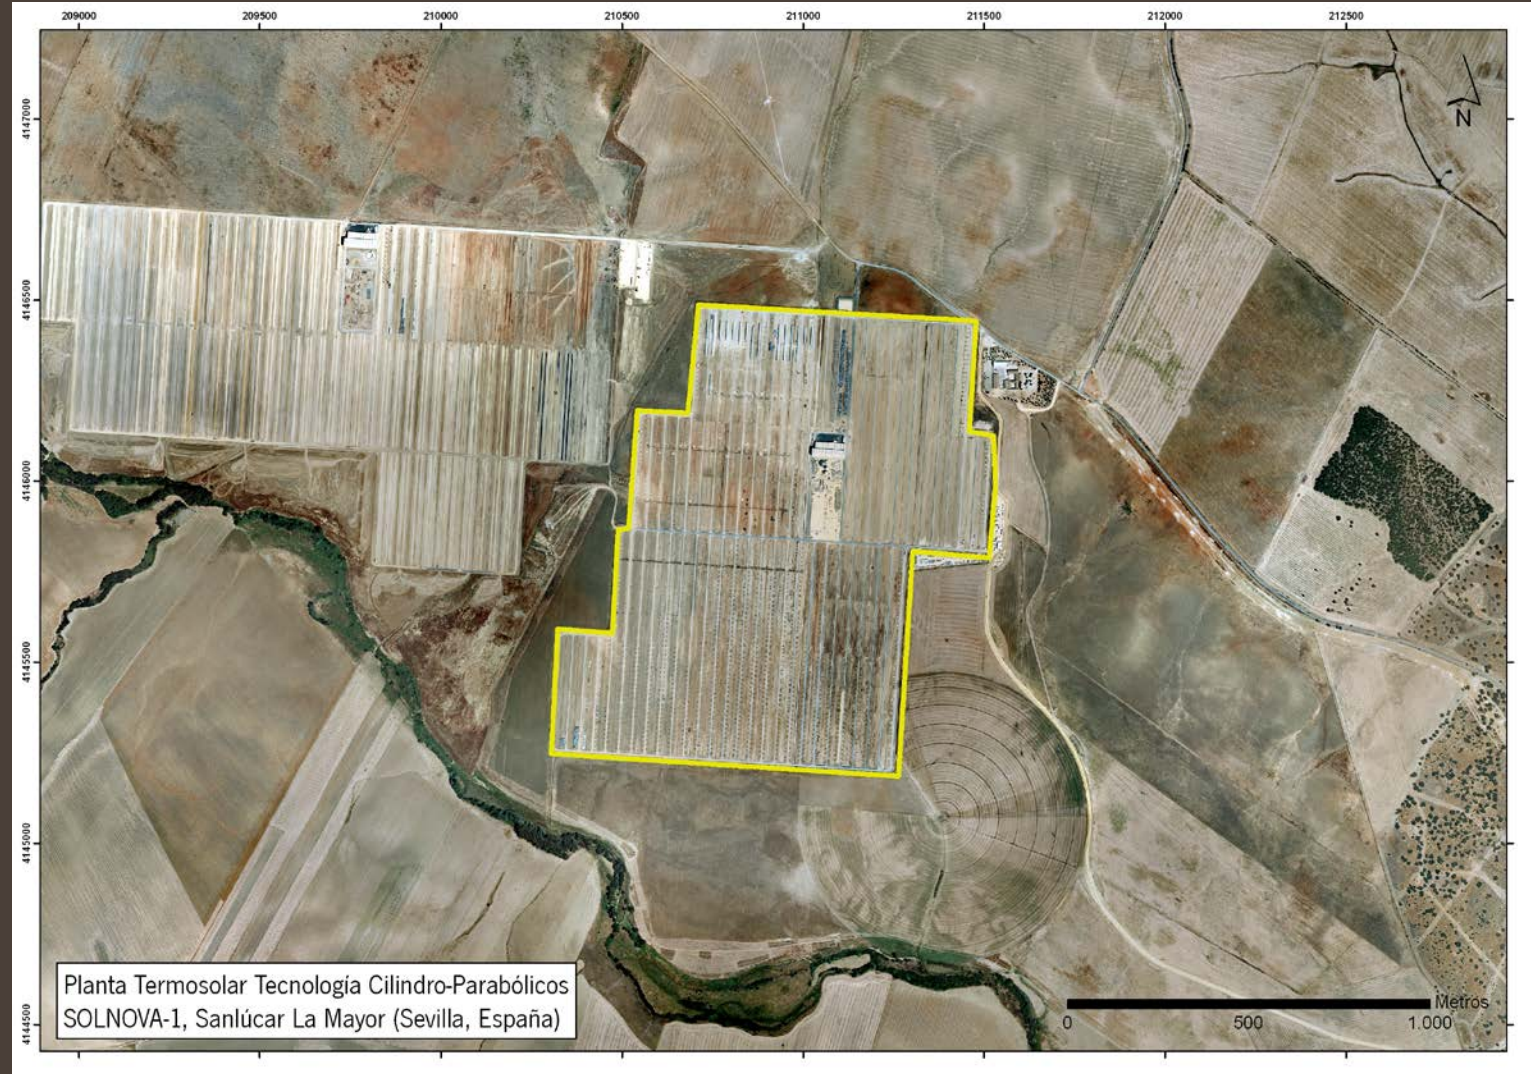 209000 209500 210000 210500 211000 211500 212000 212500
4147000
N
4146500
4146000
4145500
4145000
4144500
Planta Termosolar Tecnología Cilindro-Parabólicos
SOLNOVA-1, Sanlúcar La Mayor (Sevilla, España)
Metros
0 500 1.000